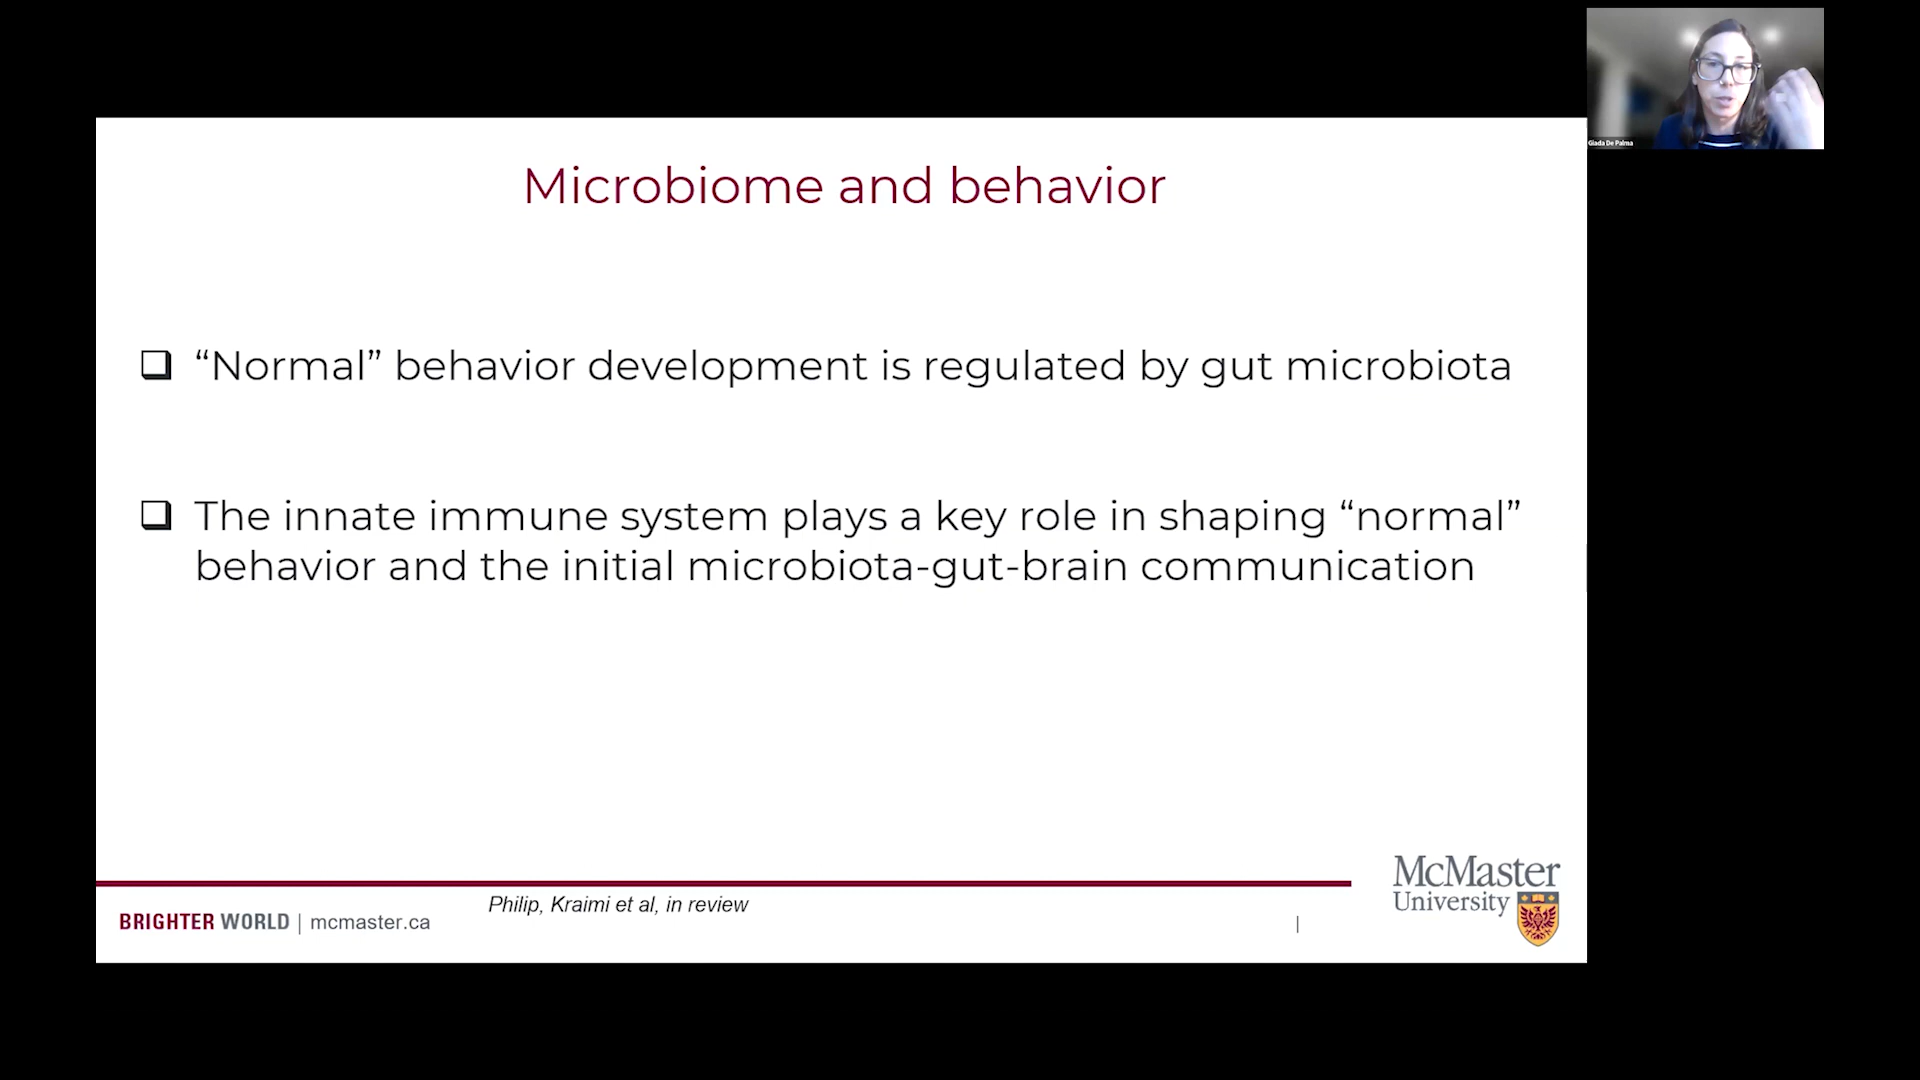 Giada De Palma
Microbiome and behavior
❑ “Normal” behavior development is regulated by gut microbiota
❑ The innate immune system plays a key role in shaping “normal”
behavior and the initial microbiota-gut-brain communication
Philip, Kraimi et al, in review
BRIGHTER WORLD | mcmaster.ca
|
McMaster
University